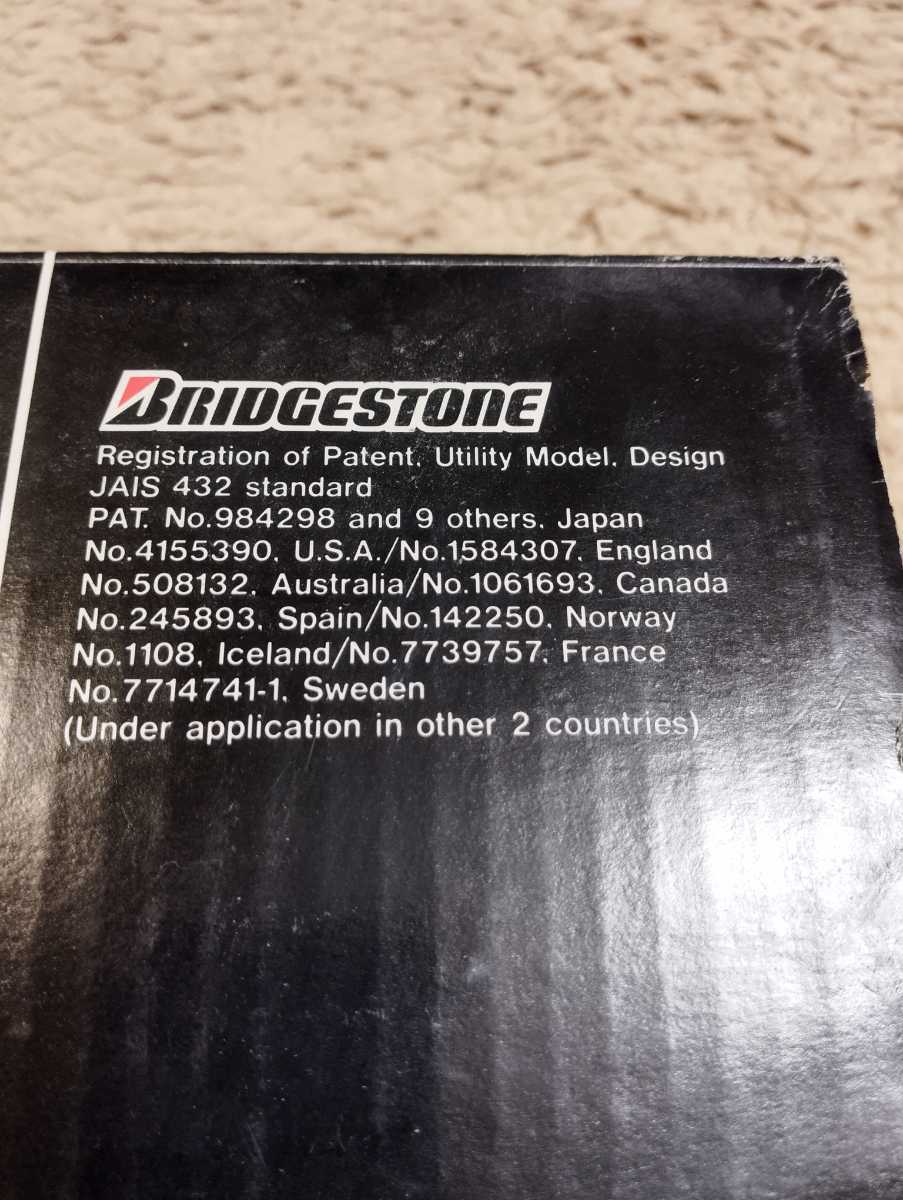 BRIDGESTONE
Registration of Patent, Utility Model, Design
JAIS 432 standard
PAT. No.984298 and 9 others, Japan
No.4155390, U.S.A./No.1584307, England
No.508132, Australia/No.1061693, Canada
No.245893, Spain/No.142250, Norway
No.1108, Iceland/No.7739757, France
No.7714741-1, Sweden
(Under application in other 2 countries)